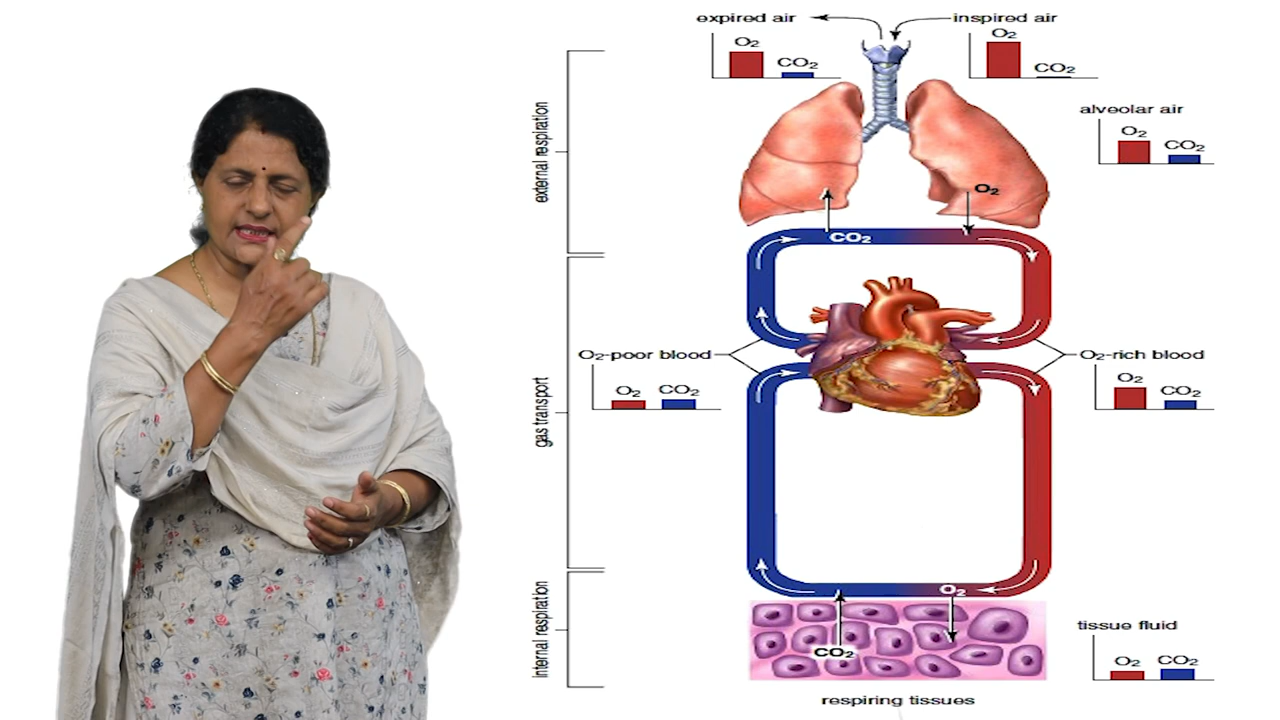 expired air
inspired air
O₂
CO₂
O₂
CO₂
alveolar air
O₂
CO₂
external respiration
O₂
CO₂
O₂-poor blood
O₂
CO₂
O₂-rich blood
O₂
CO₂
gas transport
internal respiration
O₂
CO₂
tissue fluid
O₂
CO₂
respiring tissues